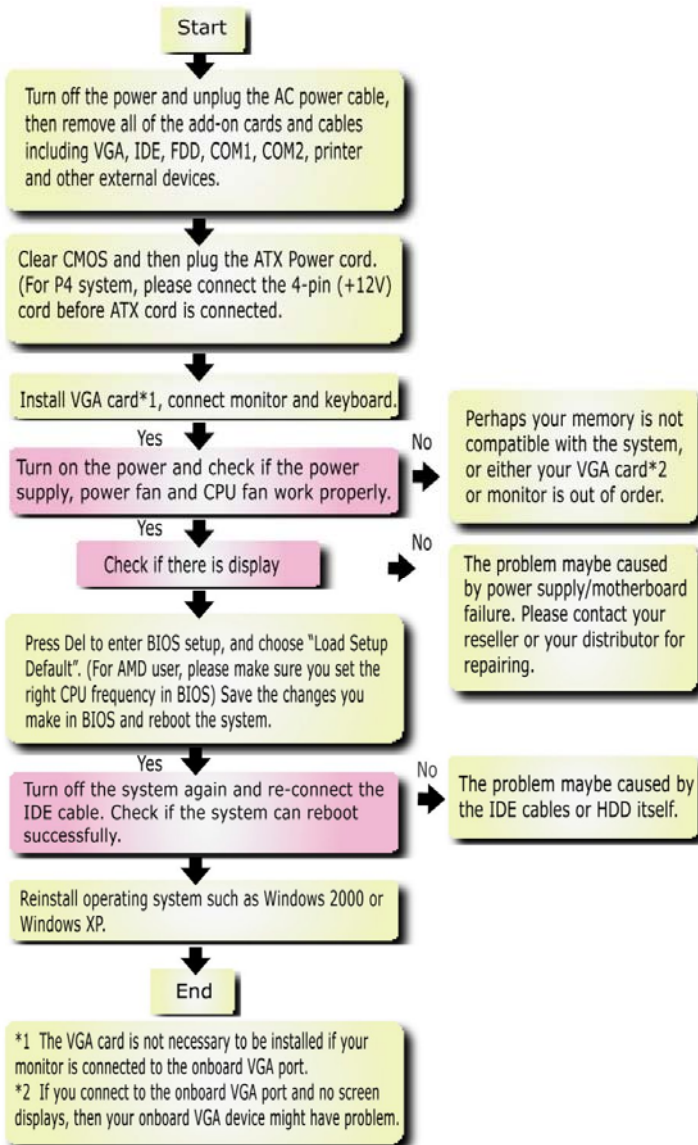 Start
Turn off the power and unplug the AC power cable,
then remove all of the add-on cards and cables
including VGA, IDE, FDD, COM1, COM2, printer
and other external devices.
Clear CMOS and then plug the ATX Power cord.
(For P4 system, please connect the 4-pin (+12V)
cord before ATX cord is connected.
Install VGA card*1, connect monitor and keyboard.
Yes
Turn on the power and check if the power
supply, power fan and CPU fan work properly.
No
Perhaps your memory is not
compatible with the system,
or either your VGA card*2
or monitor is out of order.
Yes
Check if there is display
No
The problem maybe caused
by power supply/motherboard
failure. Please contact your
reseller or your distributor for
repairing.
Press Del to enter BIOS setup, and choose “Load Setup
Default”. (For AMD user, please make sure you set the
right CPU frequency in BIOS) Save the changes you
make in BIOS and reboot the system.
Yes
Turn off the system again and re-connect the
IDE cable. Check if the system can reboot
successfully.
No
The problem maybe caused by
the IDE cables or HDD itself.
Reinstall operating system such as Windows 2000 or
Windows XP.
End
*1 The VGA card is not necessary to be installed if your
monitor is connected to the onboard VGA port.
*2 If you connect to the onboard VGA port and no screen
displays, then your onboard VGA device might have problem.